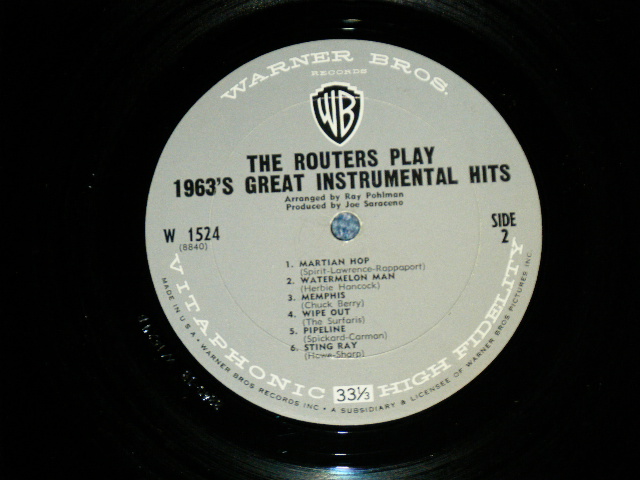 WARNER BROS.
RECORDS
WB
THE ROUTERS PLAY
1963'S GREAT INSTRUMENTAL HITS
Arranged by Ray Pohlman
Produced by Joe Saraceno
W 1524
(8840)
SIDE
2
1. MARTIAN HOP
(Spirit-Lawrence-Rappaport)
2. WATERMELON MAN
(Herbie Hancock)
3. MEMPHIS
(Chuck Berry)
4. WIPE OUT
(The Surfaris)
5. PIPELINE
(Spickard-Carman)
6. STING RAY
(Howe-Sharp)
VITAPHONIC 33⅓ HIGH FIDELITY
MADE IN U.S.A. • WARNER BROS RECORDS INC • A SUBSIDIARY & LICENSEE OF WARNER BROS PICTURES INC